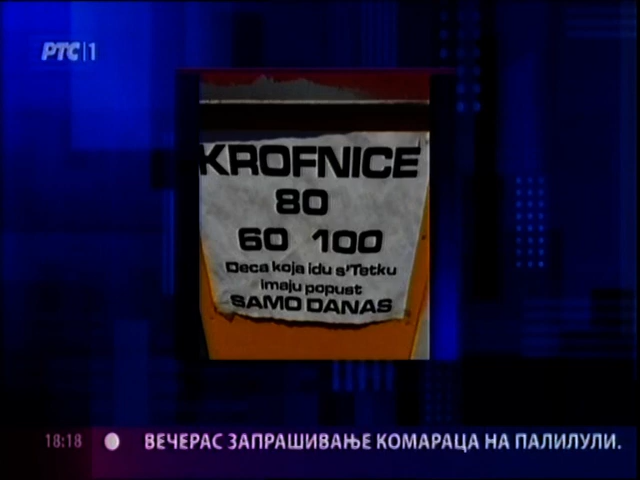 РТС|1
KROFNICE
80
60 100
Deca koja idu s'Tetku
imaju popust
SAMO DANAS
18:18 ВЕЧЕРАС ЗАПРАШИВАЊЕ КОМАРАЦА НА ПАЛИЛУЛИ.